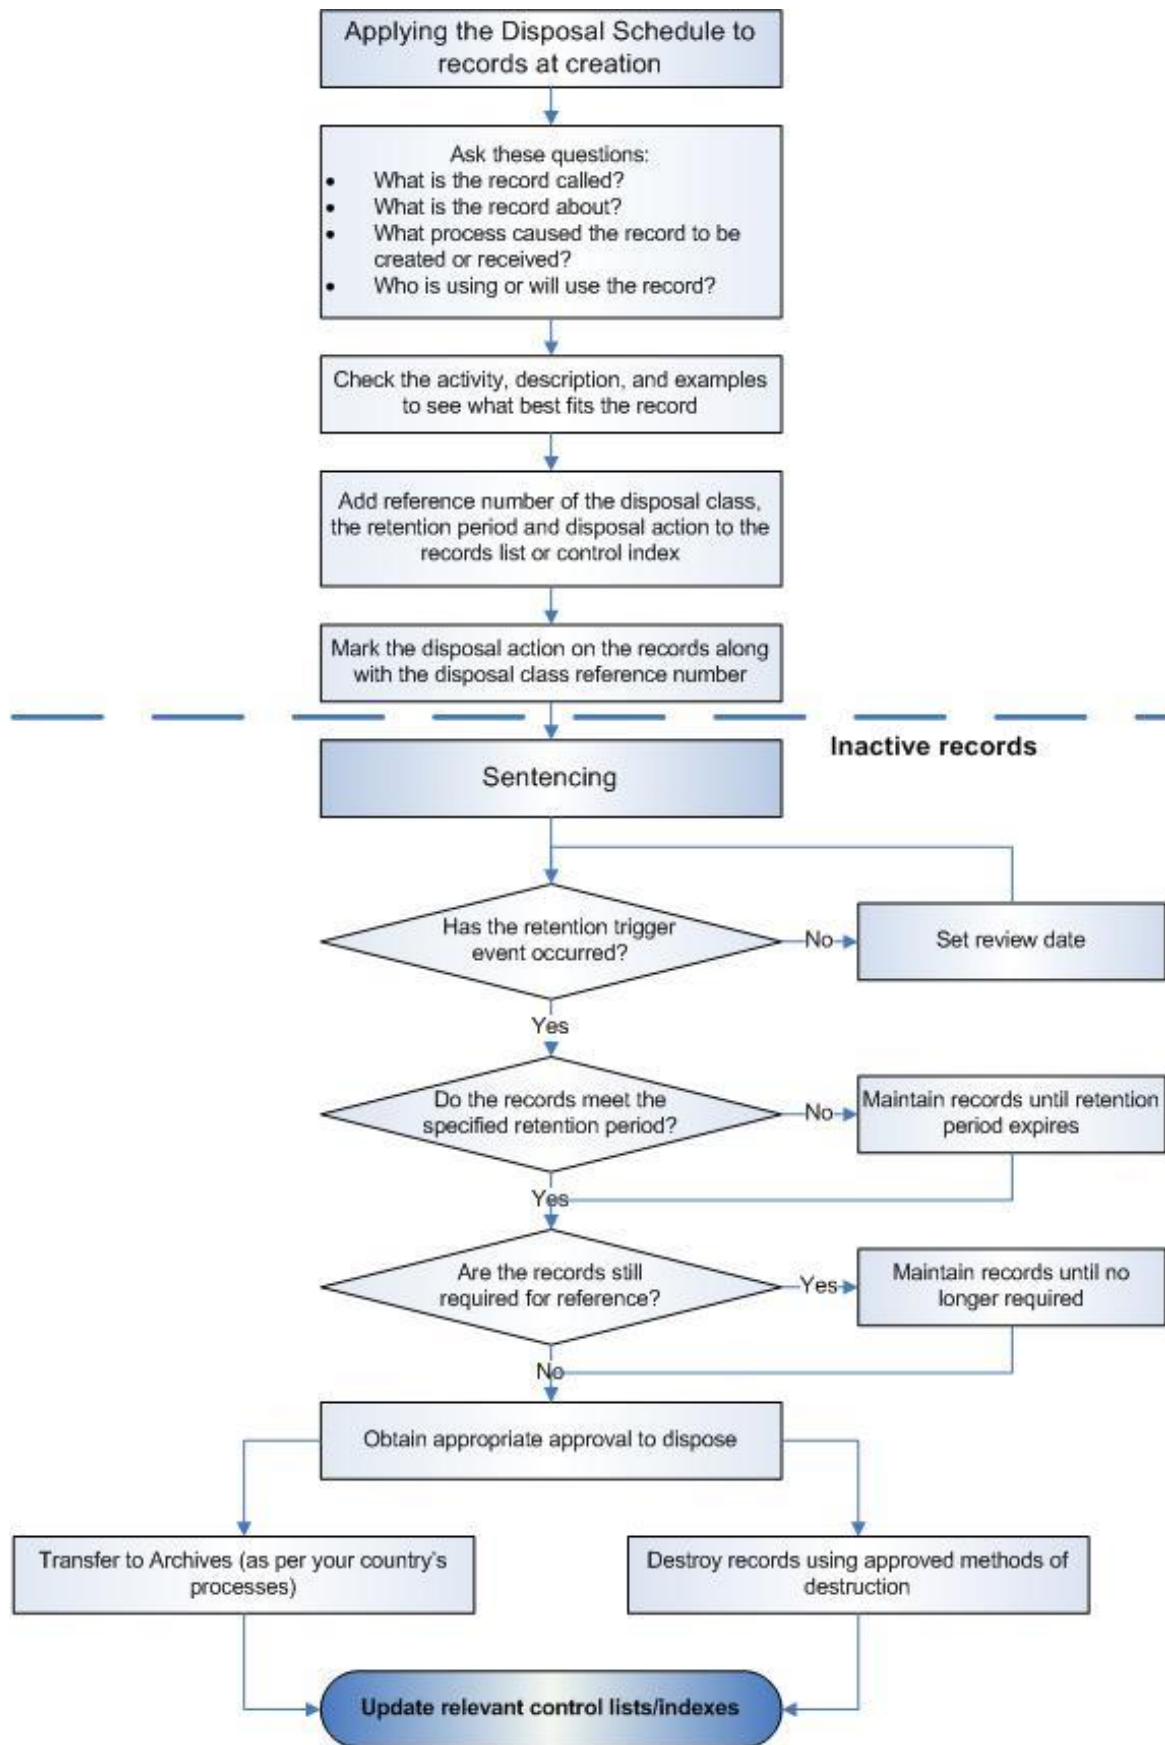 Applying the Disposal Schedule to
records at creation
Ask these questions:
• What is the record called?
• What is the record about?
• What process caused the record to be
created or received?
• Who is using or will use the record?
Check the activity, description, and examples
to see what best fits the record
Add reference number of the disposal class,
the retention period and disposal action to the
records list or control index
Mark the disposal action on the records along
with the disposal class reference number
Inactive records
Sentencing
Has the retention trigger
event occurred?
No
Set review date
Yes
Do the records meet the
specified retention period?
No
Maintain records until retention
period expires
Yes
Are the records still
required for reference?
Yes
Maintain records until no
longer required
No
Obtain appropriate approval to dispose
Transfer to Archives (as per your country's
processes)
Destroy records using approved methods of
destruction
Update relevant control lists/indexes